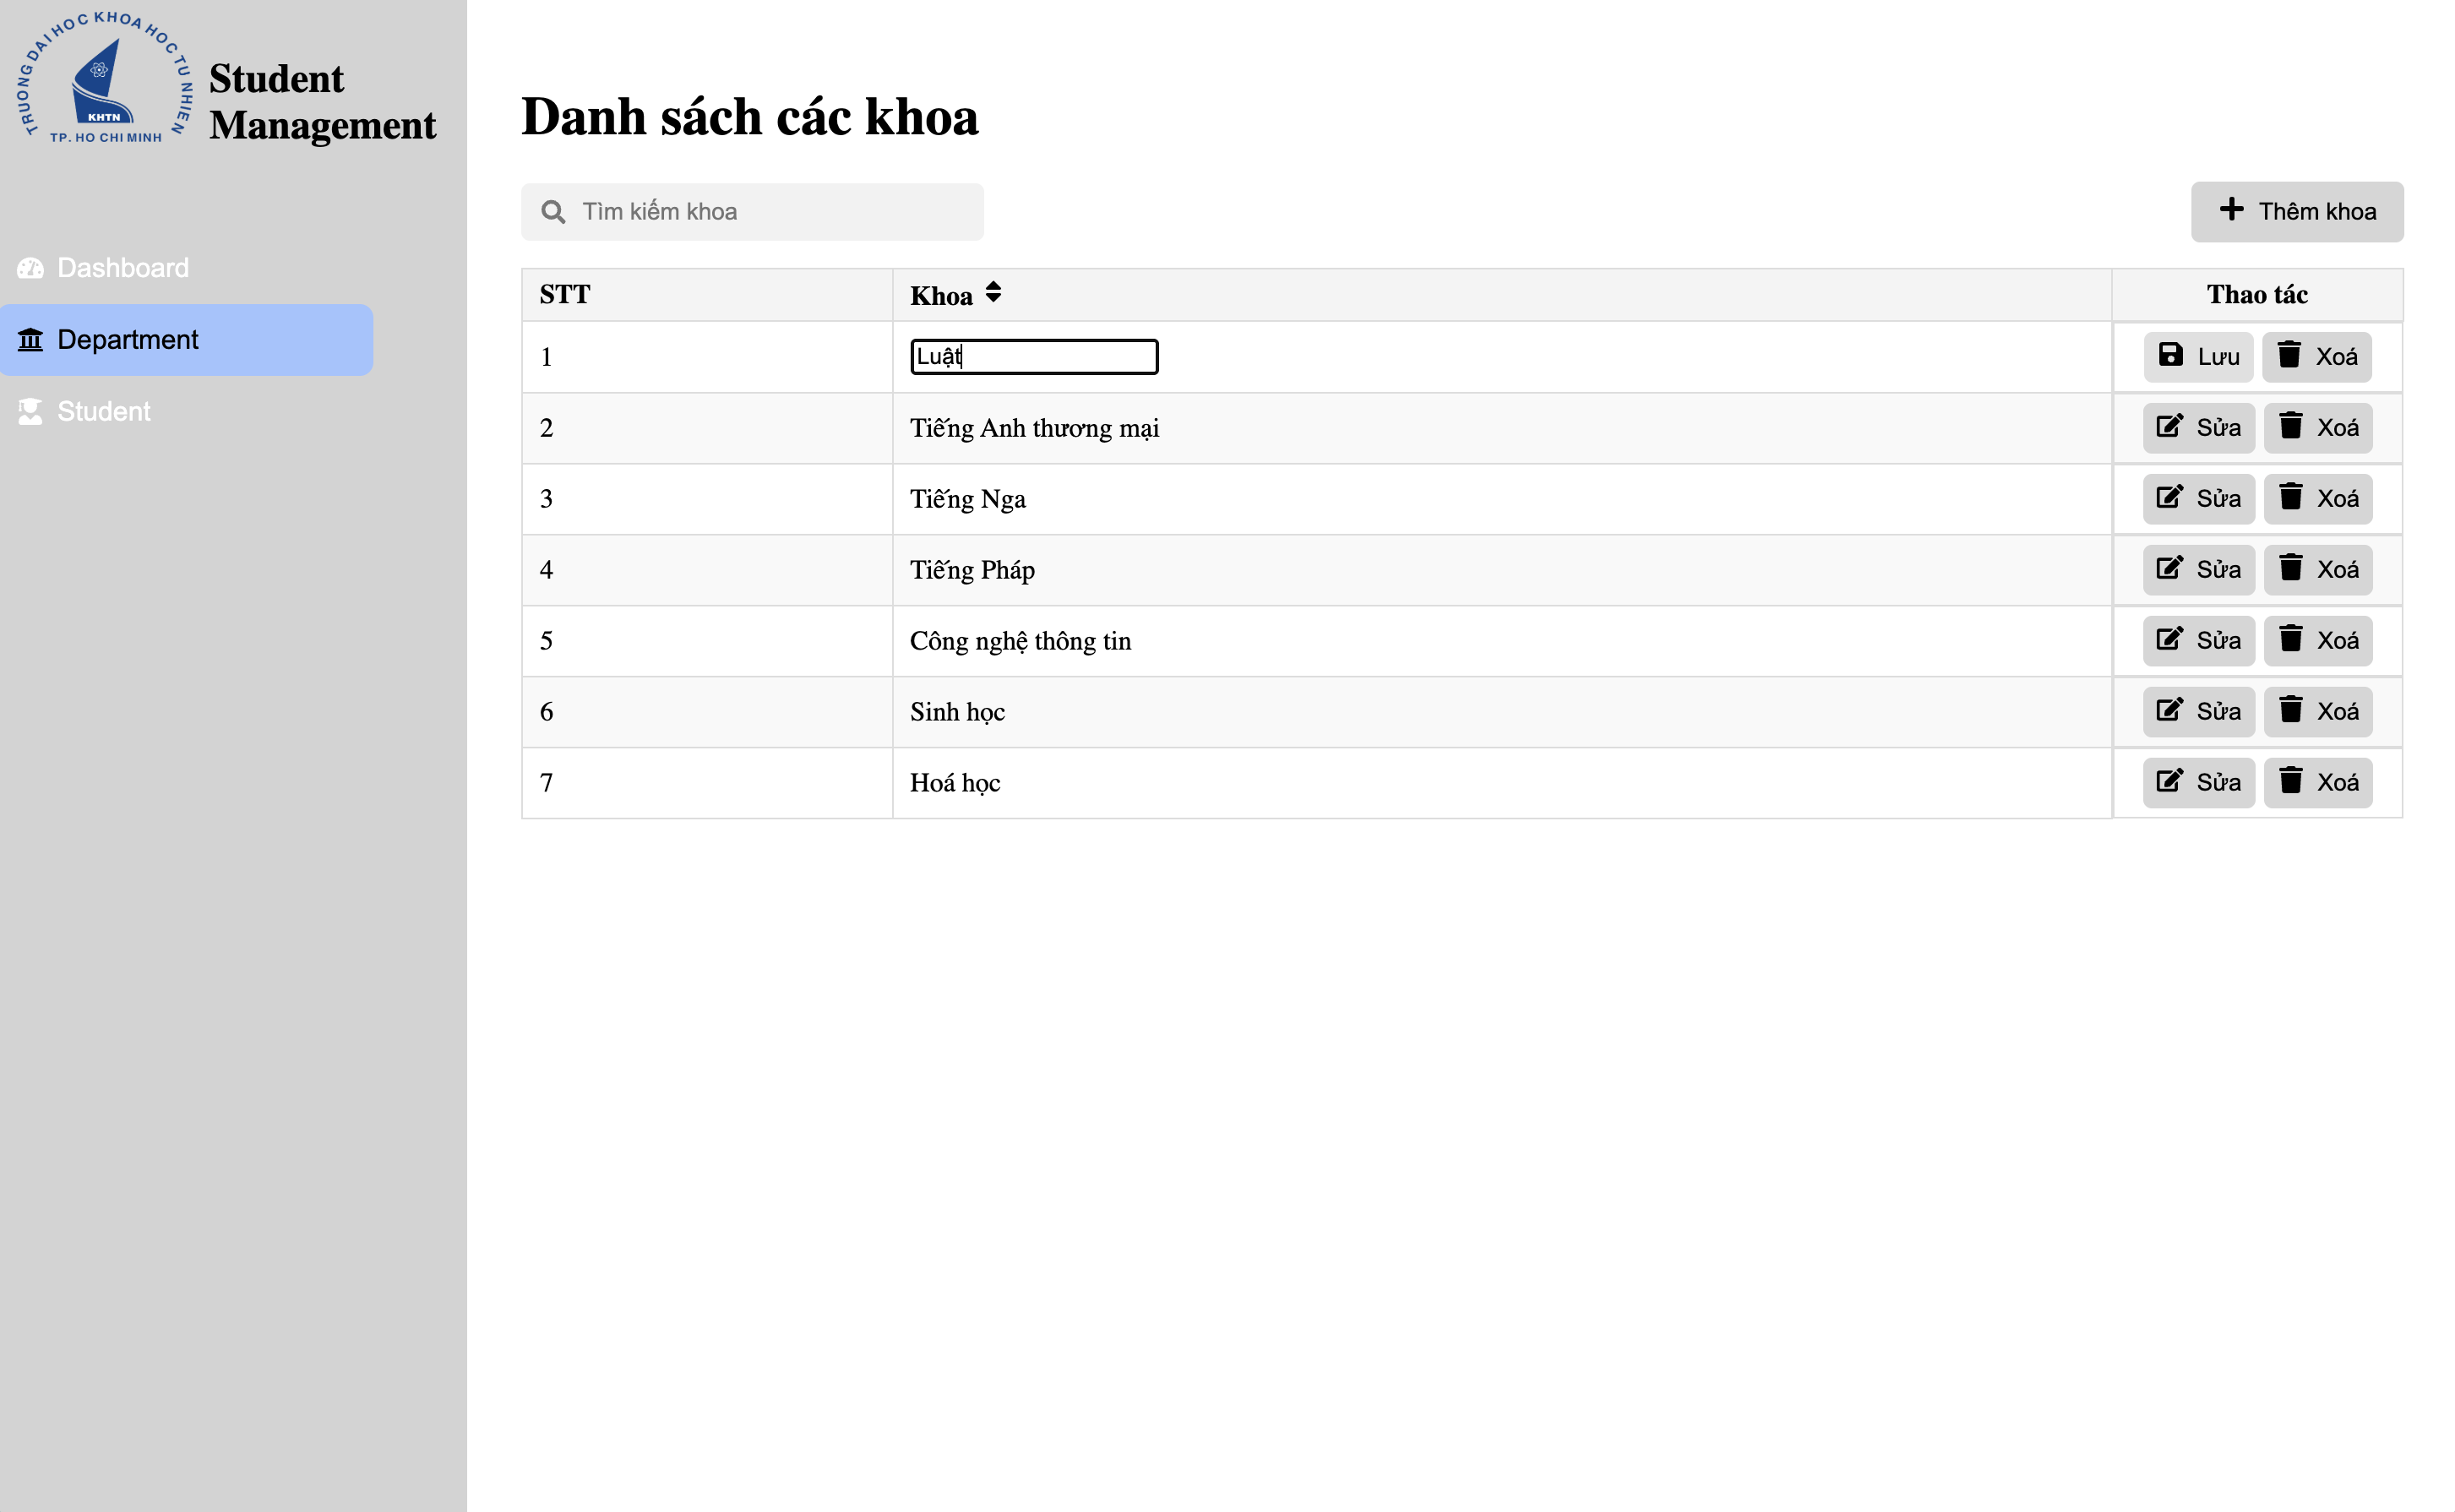 TRUONG DAI HOC KHOA HOC TU NHIEN
KHTN
TP. HO CHI MINH
Student
Management
Dashboard
Department
Student
Danh sách các khoa
Tìm kiếm khoa
Thêm khoa
STT Khoa Thao tác
1 Luật Lưu Xoá
2 Tiếng Anh thương mại Sửa Xoá
3 Tiếng Nga Sửa Xoá
4 Tiếng Pháp Sửa Xoá
5 Công nghệ thông tin Sửa Xoá
6 Sinh học Sửa Xoá
7 Hoá học Sửa Xoá